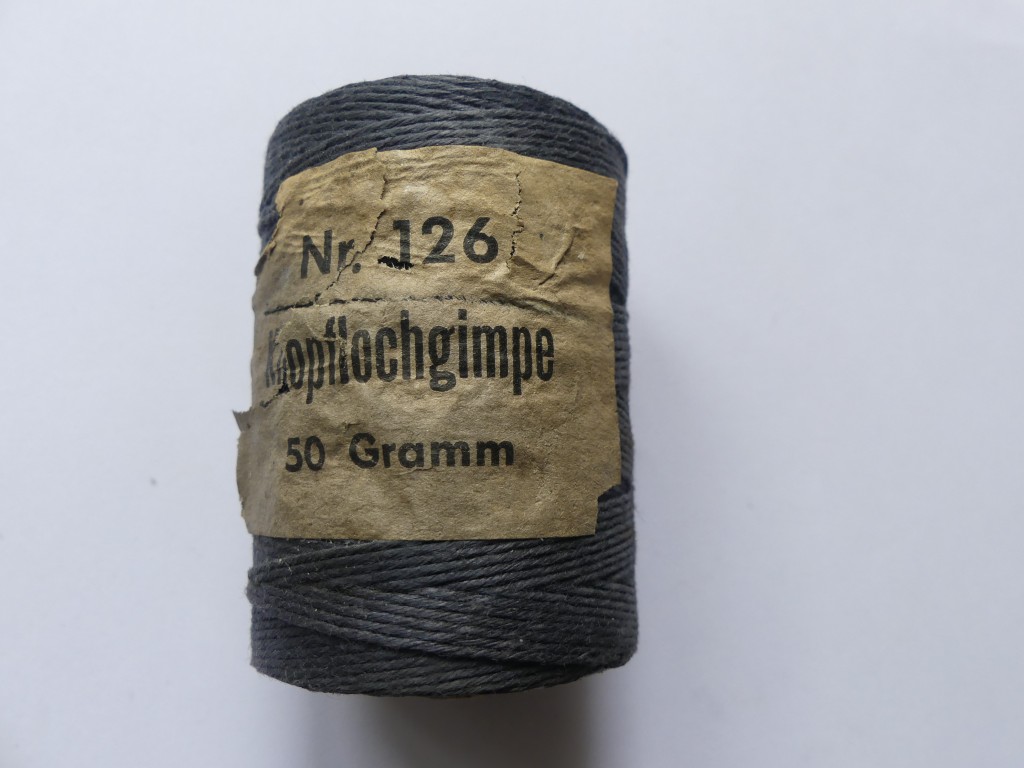 Nr. 126
Knopflochgimpe
50 Gramm